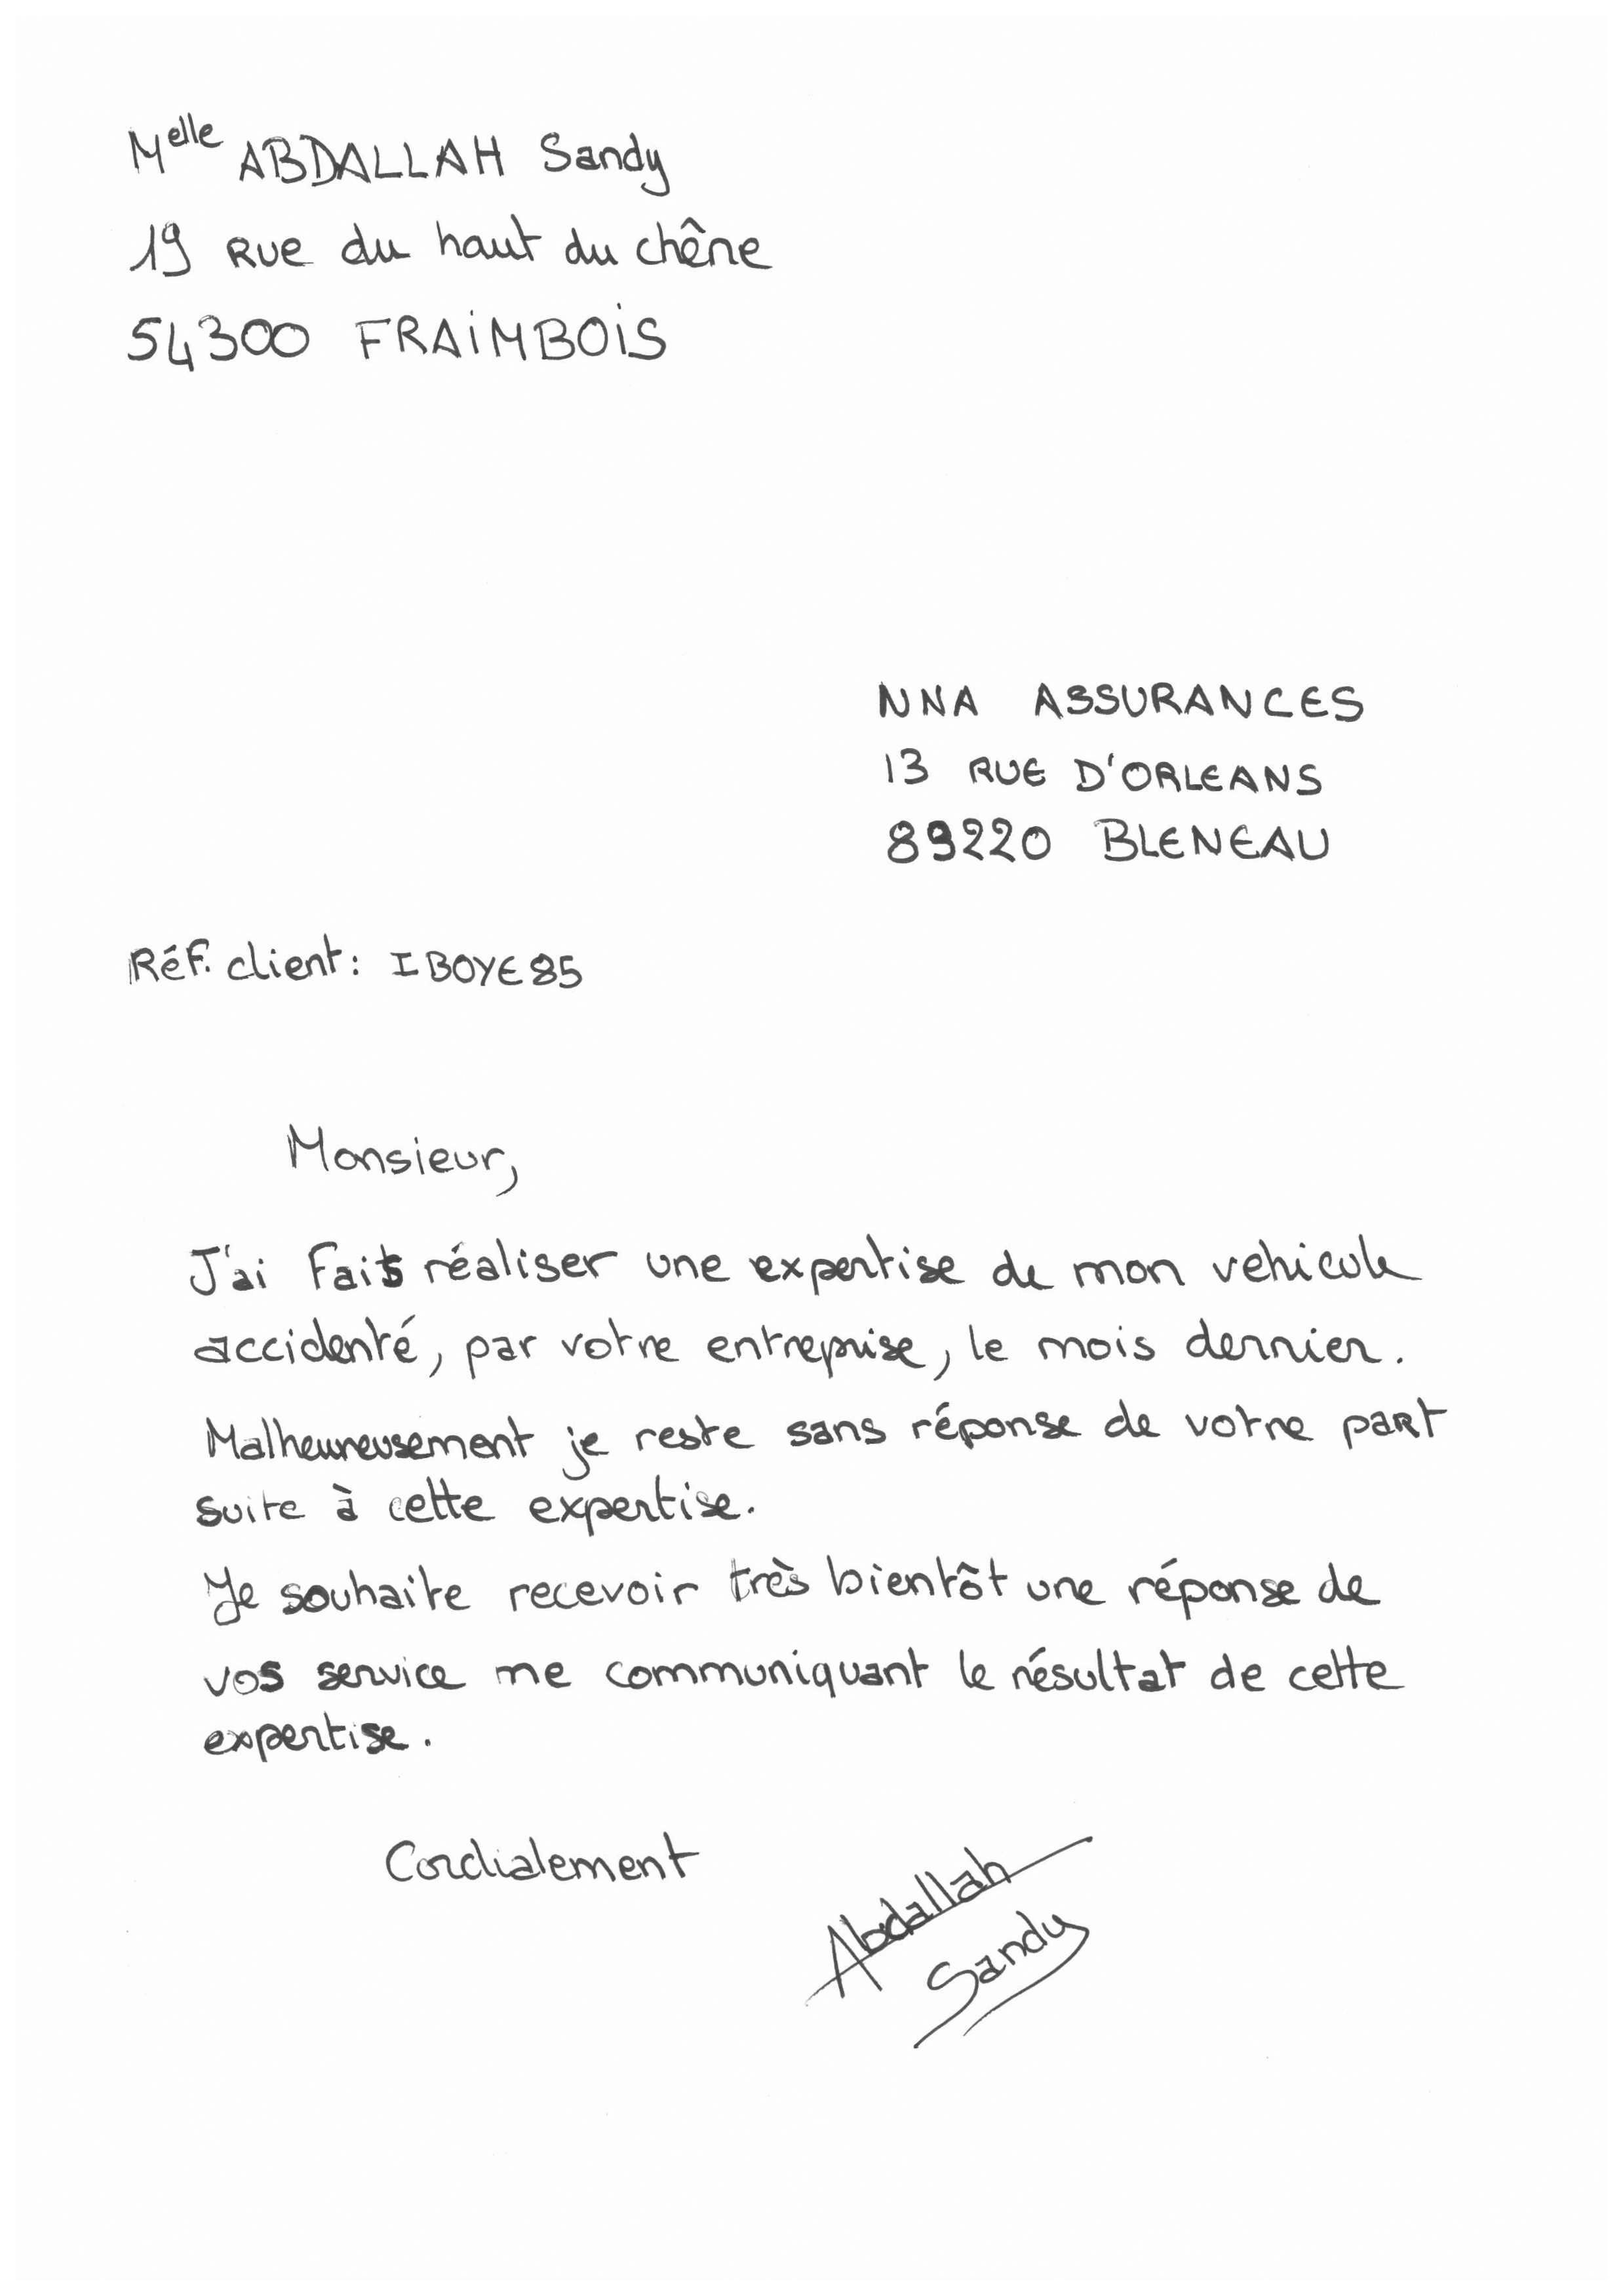 Melle ABDALLAH Sandy
19 Rue du haut du chêne
54300 FRAIMBOIS
NNA ASSURANCES
13 RUE D'ORLEANS
89220 BLENEAU
Réf. client : IBOYE85
Monsieur,
J'ai faits réaliser une expertise de mon vehicule
accidenté, par votre entreprise, le mois dernier.
Malheureusement je reste sans réponse de votre part
suite à cette expertise.
Je souhaite recevoir très bientôt une réponse de
vos service me communiquant le résultat de cette
expertise.
Cordialement
Abdallah
Sandy